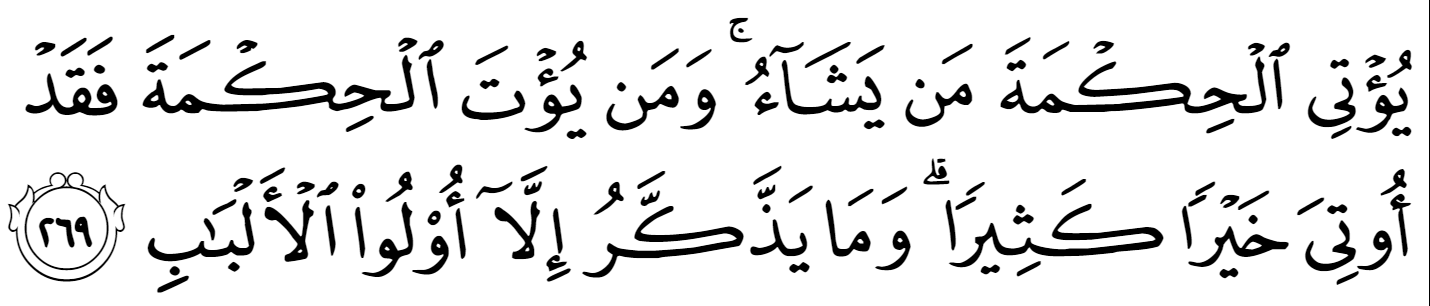 يُؤۡتِي ٱلۡحِكۡمَةَ مَن يَشَآءُۚ وَمَن يُؤۡتَ ٱلۡحِكۡمَةَ فَقَدۡ
أُوتِيَ خَيۡرٗا كَثِيرٗاۗ وَمَا يَذَّكَّرُ إِلَّآ أُوْلُواْ ٱلۡأَلۡبَٰبِ ٢٦٩